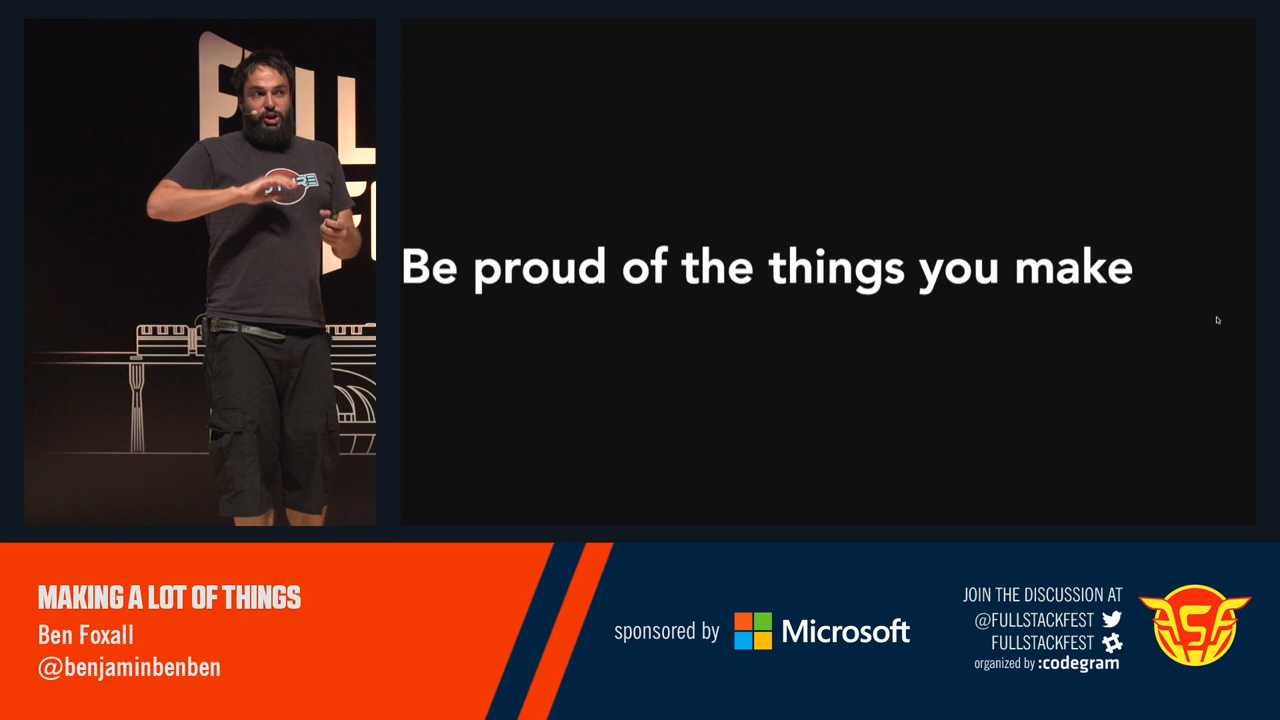 Be proud of the things you make
MAKING A LOT OF THINGS
Ben Foxall
@benjaminbenben
sponsored by Microsoft
JOIN THE DISCUSSION AT
@FULLSTACKFEST
FULLSTACKFEST
organized by :codegram
FSF